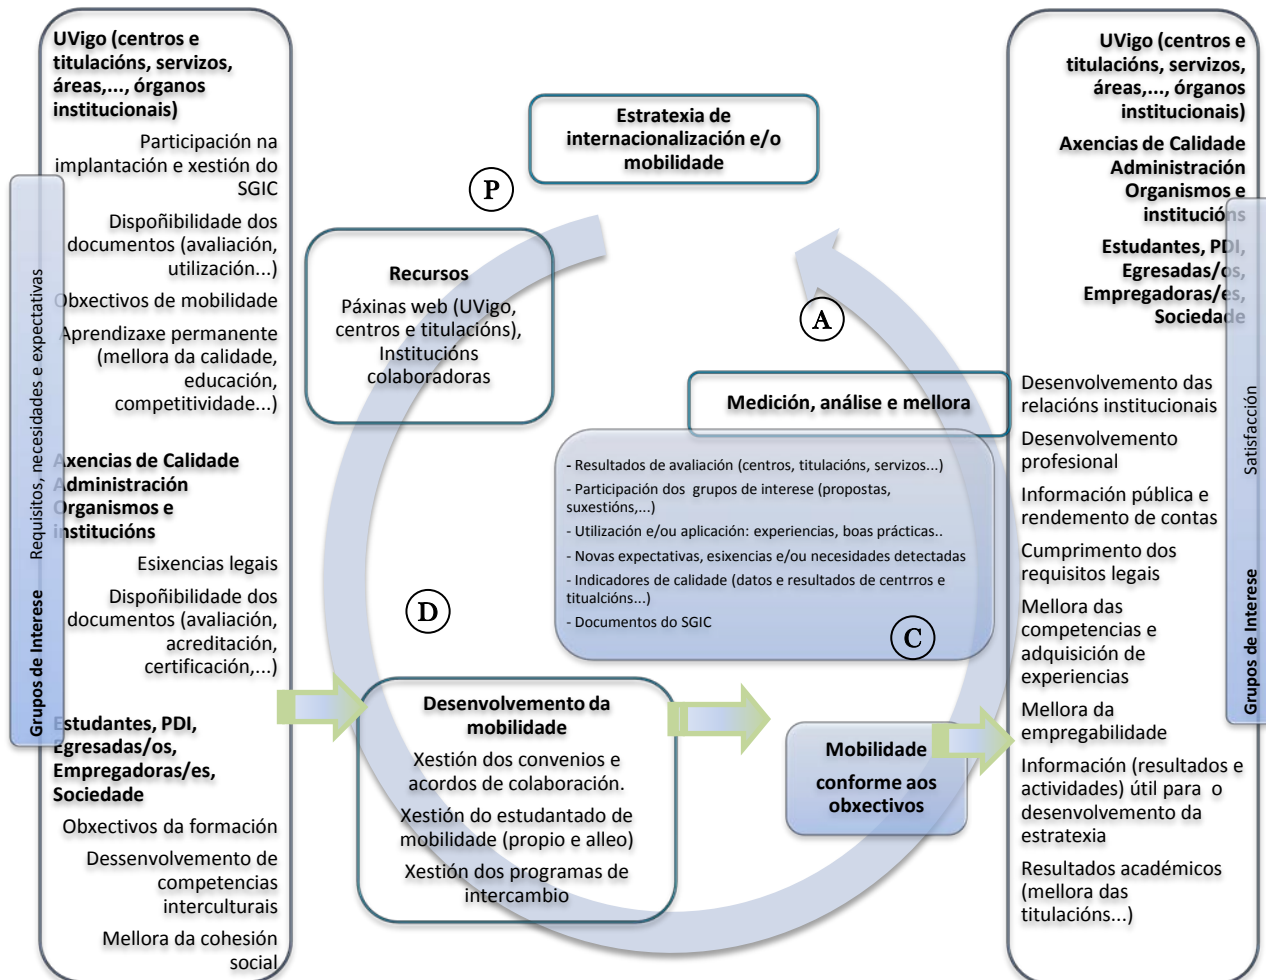 UVigo (centros e
titulacións, servizos,
áreas,..., órganos
institucionais)
Participación na
implantación e xestión do
SGIC
Dispoñibilidade dos
documentos (avaliación,
utilización...)
Obxectivos de mobilidade
Aprendizaxe permanente
(mellora da calidade,
educación,
competitividade...)
Axencias de Calidade
Administración
Organismos e
institucións
Esixencias legais
Dispoñibilidade dos
documentos (avaliación,
acreditación,
certificación,...)
Estudantes, PDI,
Egresadas/os,
Empregadoras/es,
Sociedade
Obxectivos da formación
Dessenvolvemento de
competencias
interculturais
Mellora da cohesión
social
Grupos de Interese Requisitos, necesidades e expectativas
Estratexia de
internacionalización e/o
mobilidade
P
Recursos
Páxinas web (UVigo,
centros e titulacións),
Institucións
colaboradoras
A
Medición, análise e mellora
- Resultados de avaliación (centros, titulacións, servizos...)
- Participación dos grupos de interese (propostas,
suxestións,...)
- Utilización e/ou aplicación: experiencias, boas prácticas..
- Novas expectativas, esixencias e/ou necesidades detectadas
- Indicadores de calidade (datos e resultados de centrros e
titualcións...)
- Documentos do SGIC
C
D
Desenvolvemento da
mobilidade
Xestión dos convenios e
acordos de colaboración.
Xestión do estudantado de
mobilidade (propio e alleo)
Xestión dos programas de
intercambio
Mobilidade
conforme aos
obxectivos
UVigo (centros e
titulacións, servizos,
áreas,..., órganos
institucionais)
Axencias de Calidade
Administración
Organismos e
institucións
Estudantes, PDI,
Egresadas/os,
Empregadoras/es,
Sociedade
Desenvolvemento das
relacións institucionais
Desenvolvemento
profesional
Información pública e
rendemento de contas
Cumprimento dos
requisitos legais
Mellora das
competencias e
adquisición de
experiencias
Mellora da
empregabilidade
Información (resultados e
actividades) útil para o
desenvolvemento da
estratexia
Resultados académicos
(mellora das
titulacións...)
Grupos de Interese Satisfacción